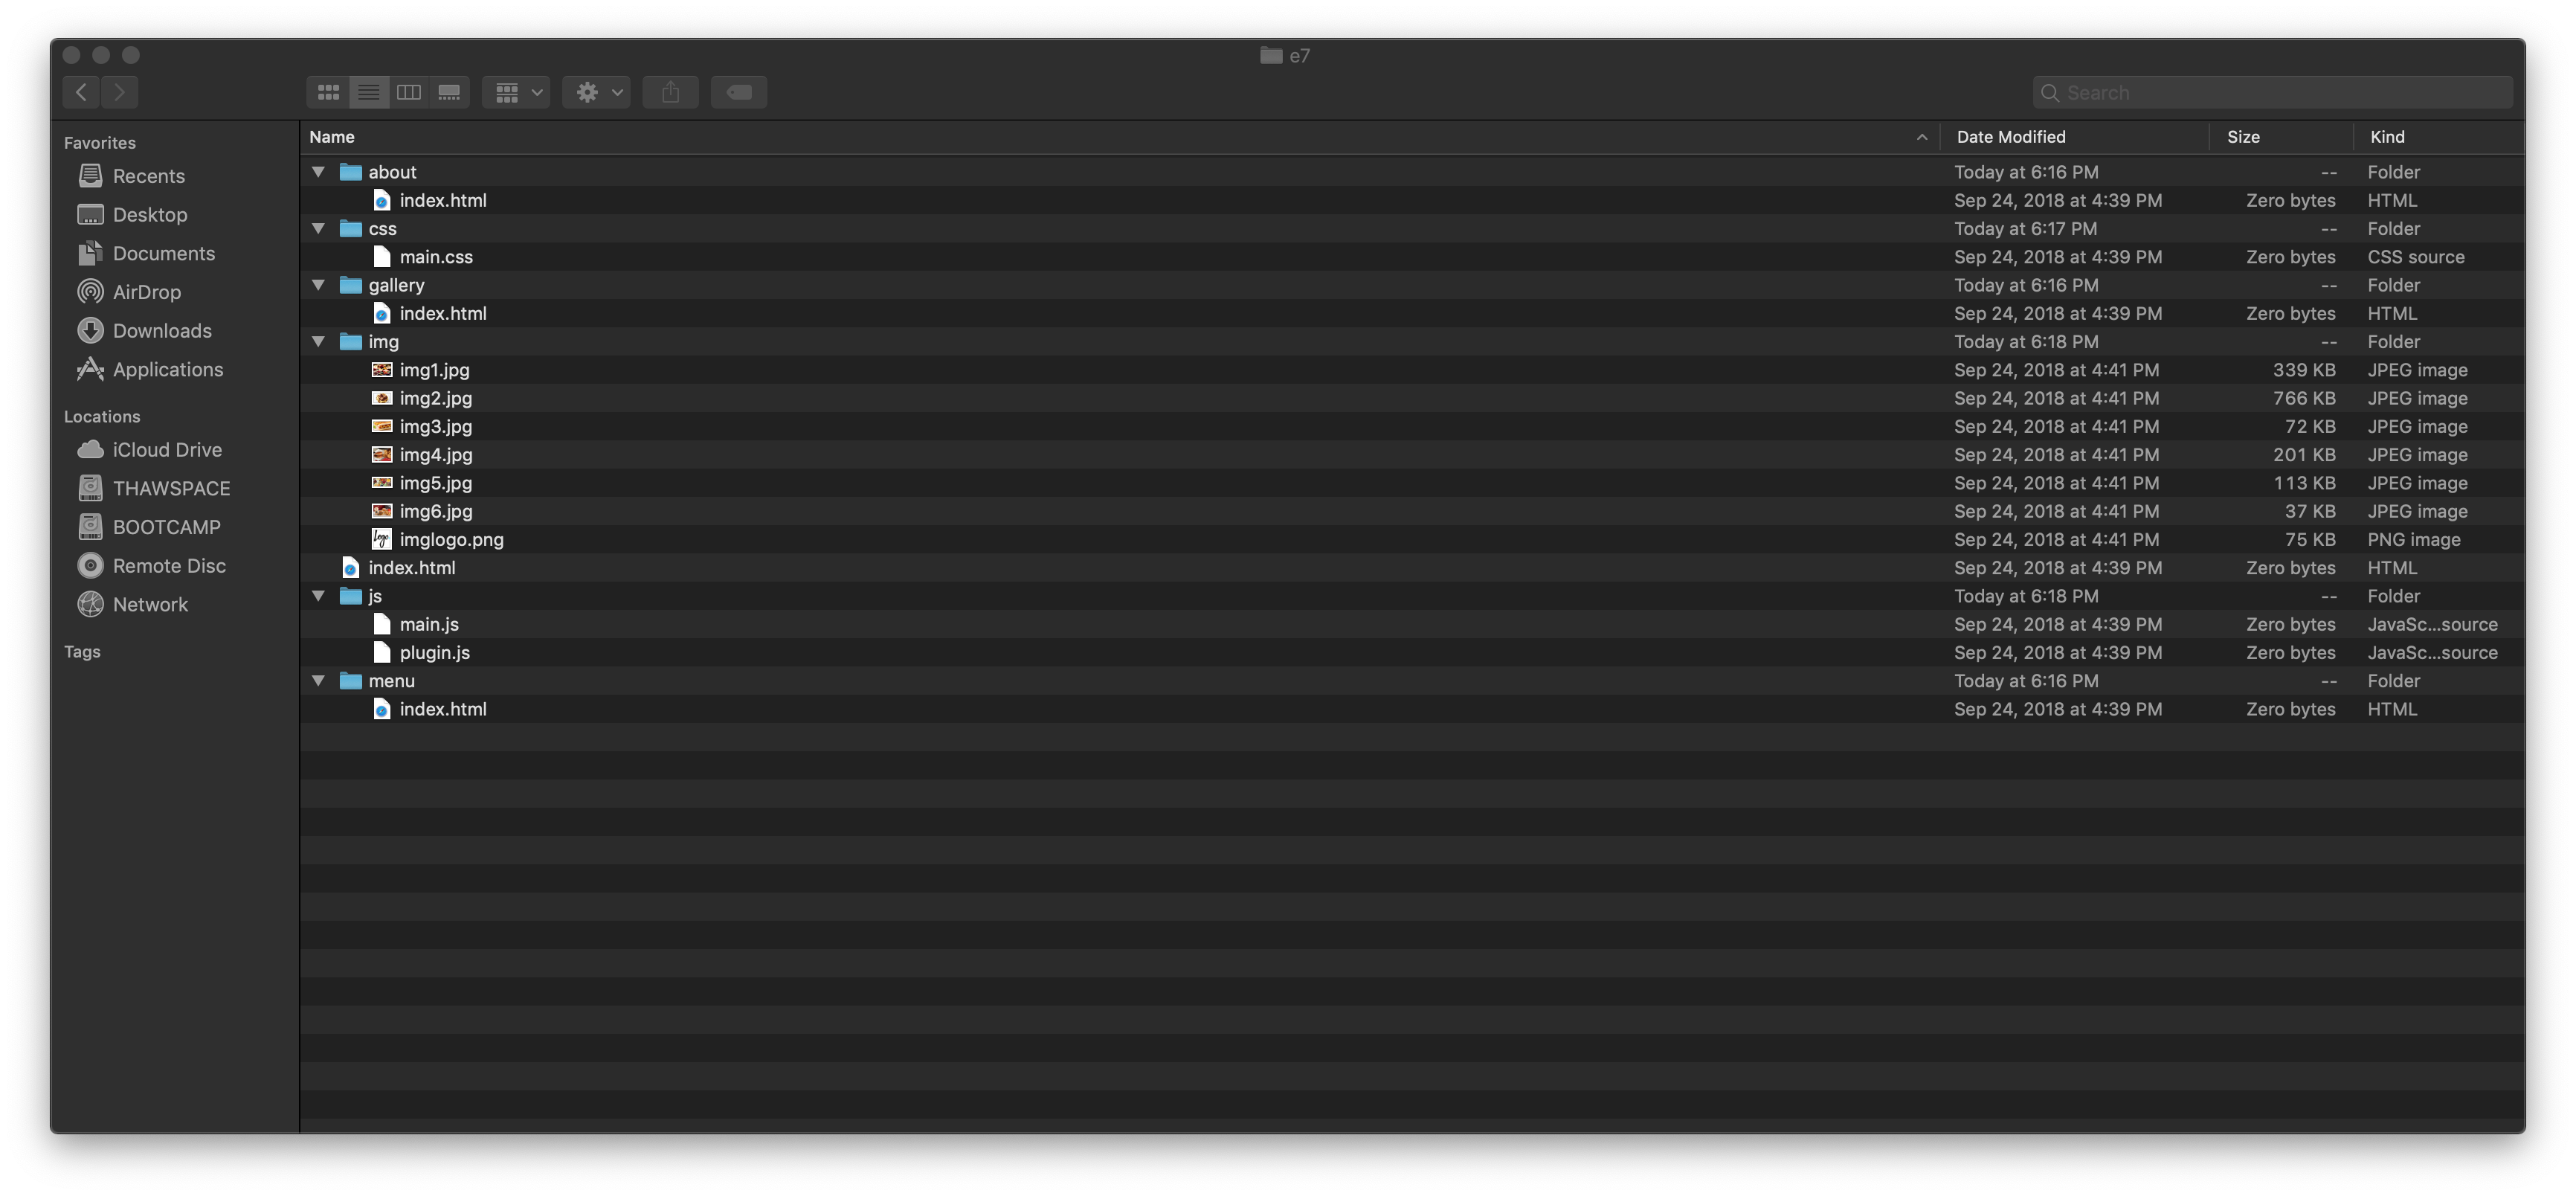 e7
Search
Favorites
Recents
Desktop
Documents
AirDrop
Downloads
Applications
Locations
iCloud Drive
THAWSPACE
BOOTCAMP
Remote Disc
Network
Tags
Name Date Modified Size Kind
about Today at 6:16 PM -- Folder
index.html Sep 24, 2018 at 4:39 PM Zero bytes HTML
css Today at 6:17 PM -- Folder
main.css Sep 24, 2018 at 4:39 PM Zero bytes CSS source
gallery Today at 6:16 PM -- Folder
index.html Sep 24, 2018 at 4:39 PM Zero bytes HTML
img Today at 6:18 PM -- Folder
img1.jpg Sep 24, 2018 at 4:41 PM 339 KB JPEG image
img2.jpg Sep 24, 2018 at 4:41 PM 766 KB JPEG image
img3.jpg Sep 24, 2018 at 4:41 PM 72 KB JPEG image
img4.jpg Sep 24, 2018 at 4:41 PM 201 KB JPEG image
img5.jpg Sep 24, 2018 at 4:41 PM 113 KB JPEG image
img6.jpg Sep 24, 2018 at 4:41 PM 37 KB JPEG image
imglogo.png Sep 24, 2018 at 4:41 PM 75 KB PNG image
index.html Sep 24, 2018 at 4:39 PM Zero bytes HTML
js Today at 6:18 PM -- Folder
main.js Sep 24, 2018 at 4:39 PM Zero bytes JavaSc...source
plugin.js Sep 24, 2018 at 4:39 PM Zero bytes JavaSc...source
menu Today at 6:16 PM -- Folder
index.html Sep 24, 2018 at 4:39 PM Zero bytes HTML